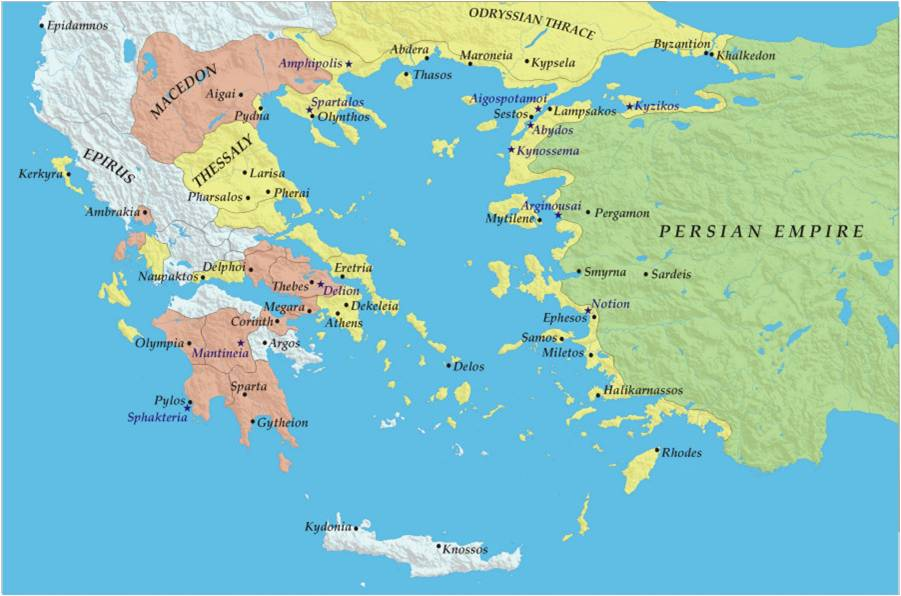 ODRYSSIAN THRACE
Epidamnos
Byzantion
Khalkedon
Abdera
Maroneia
Kypsela
Amphipolis
Thasos
MACEDON
Aigai
Pydna
Spartalos
Olynthos
Aigospotamoi
Sestos
Lampsakos
Kyzikos
Abydos
Kynossema
EPIRUS
THESSALY
Kerkyra
Larisa
Pherai
Pharsalos
Ambrakia
Arginousai
Mytilene
Pergamon
PERSIAN EMPIRE
Naupaktos
Delphoi
Eretria
Thebes
Delion
Smyrna
Sardeis
Megara
Dekeleia
Corinth
Athens
Notion
Ephesos
Olympia
Mantineia
Argos
Samos
Miletos
Delos
Sparta
Halikarnassos
Pylos
Sphakteria
Gytheion
Rhodes
Kydonia
Knossos